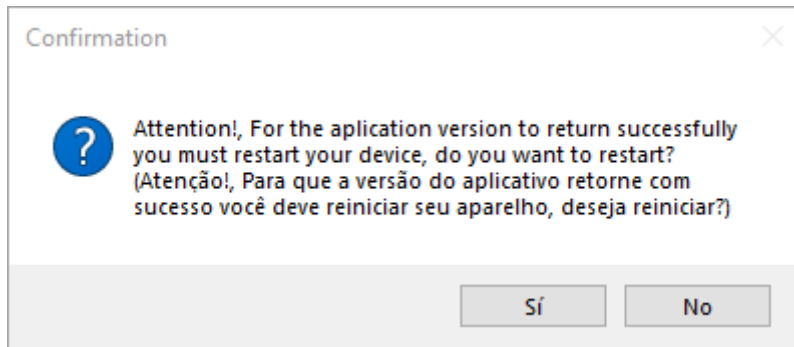 Confirmation
Attention!, For the aplication version to return successfully
you must restart your device, do you want to restart?
(Atenção!, Para que a versão do aplicativo retorne com
sucesso você deve reiniciar seu aparelho, deseja reiniciar?)
Sí
No